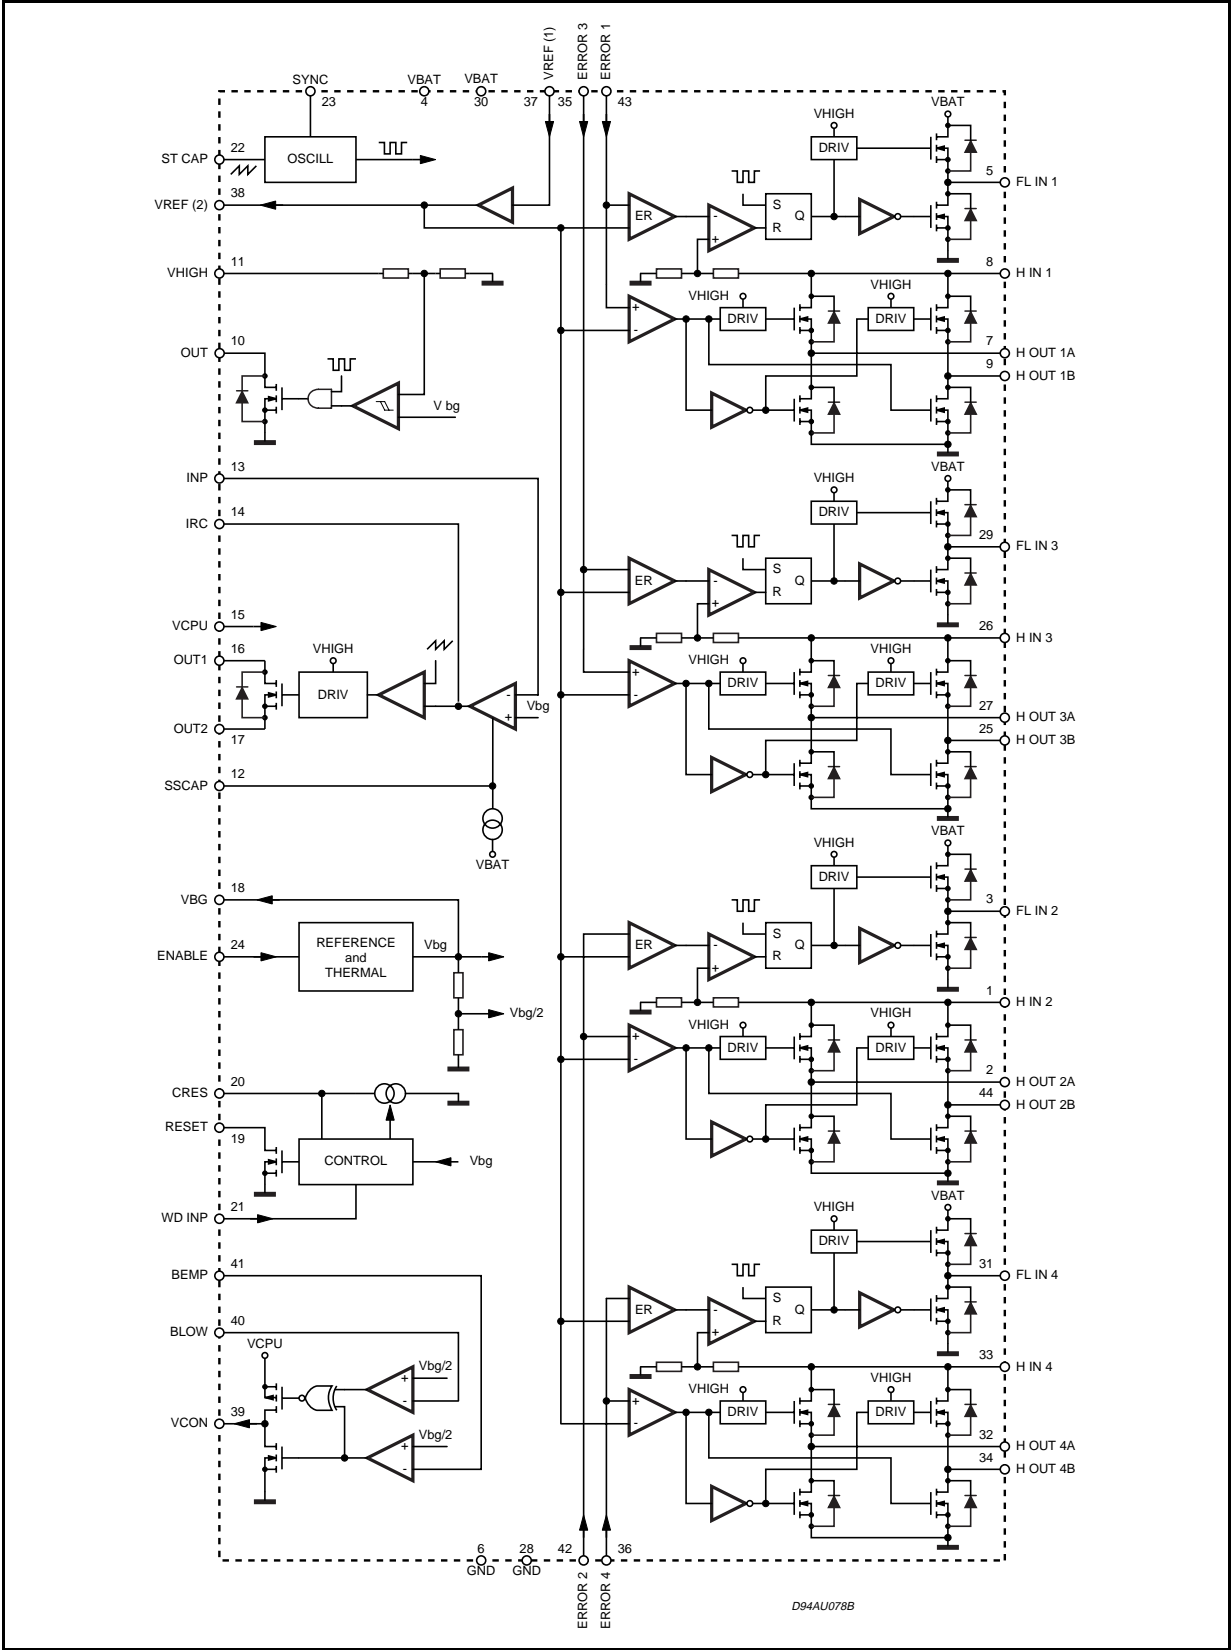 VREF (1)
ERROR 3
ERROR 1
SYNC
VBAT
VBAT
23
4
30
37
35
43
ST CAP
22
OSCILL
VREF (2)
38
VHIGH
11
OUT
10
V bg
INP
13
IRC
14
VCPU
15
OUT1
16
VHIGH
DRIV
-
+
Vbg
OUT2
17
SSCAP
12
VBAT
VBG
18
ENABLE
24
REFERENCE
and
THERMAL
Vbg
Vbg/2
CRES
20
RESET
19
CONTROL
Vbg
WD INP
21
BEMP
41
BLOW
40
VCPU
Vbg/2
+
-
VCON
39
Vbg/2
+
-
6
GND
28
GND
42
36
ERROR 2
ERROR 4
VHIGH
VBAT
DRIV
5
FL IN 1
ER
-
+
S
R
Q
8
H IN 1
VHIGH
VHIGH
+
-
DRIV
DRIV
7
H OUT 1A
9
H OUT 1B
VHIGH
VBAT
DRIV
29
FL IN 3
ER
-
+
S
R
Q
26
H IN 3
VHIGH
VHIGH
+
-
DRIV
DRIV
27
H OUT 3A
25
H OUT 3B
VHIGH
VBAT
DRIV
3
FL IN 2
ER
-
+
S
R
Q
1
H IN 2
VHIGH
VHIGH
+
-
DRIV
DRIV
2
H OUT 2A
44
H OUT 2B
VHIGH
VBAT
DRIV
31
FL IN 4
ER
-
+
S
R
Q
33
H IN 4
VHIGH
VHIGH
+
-
DRIV
DRIV
32
H OUT 4A
34
H OUT 4B
D94AU078B